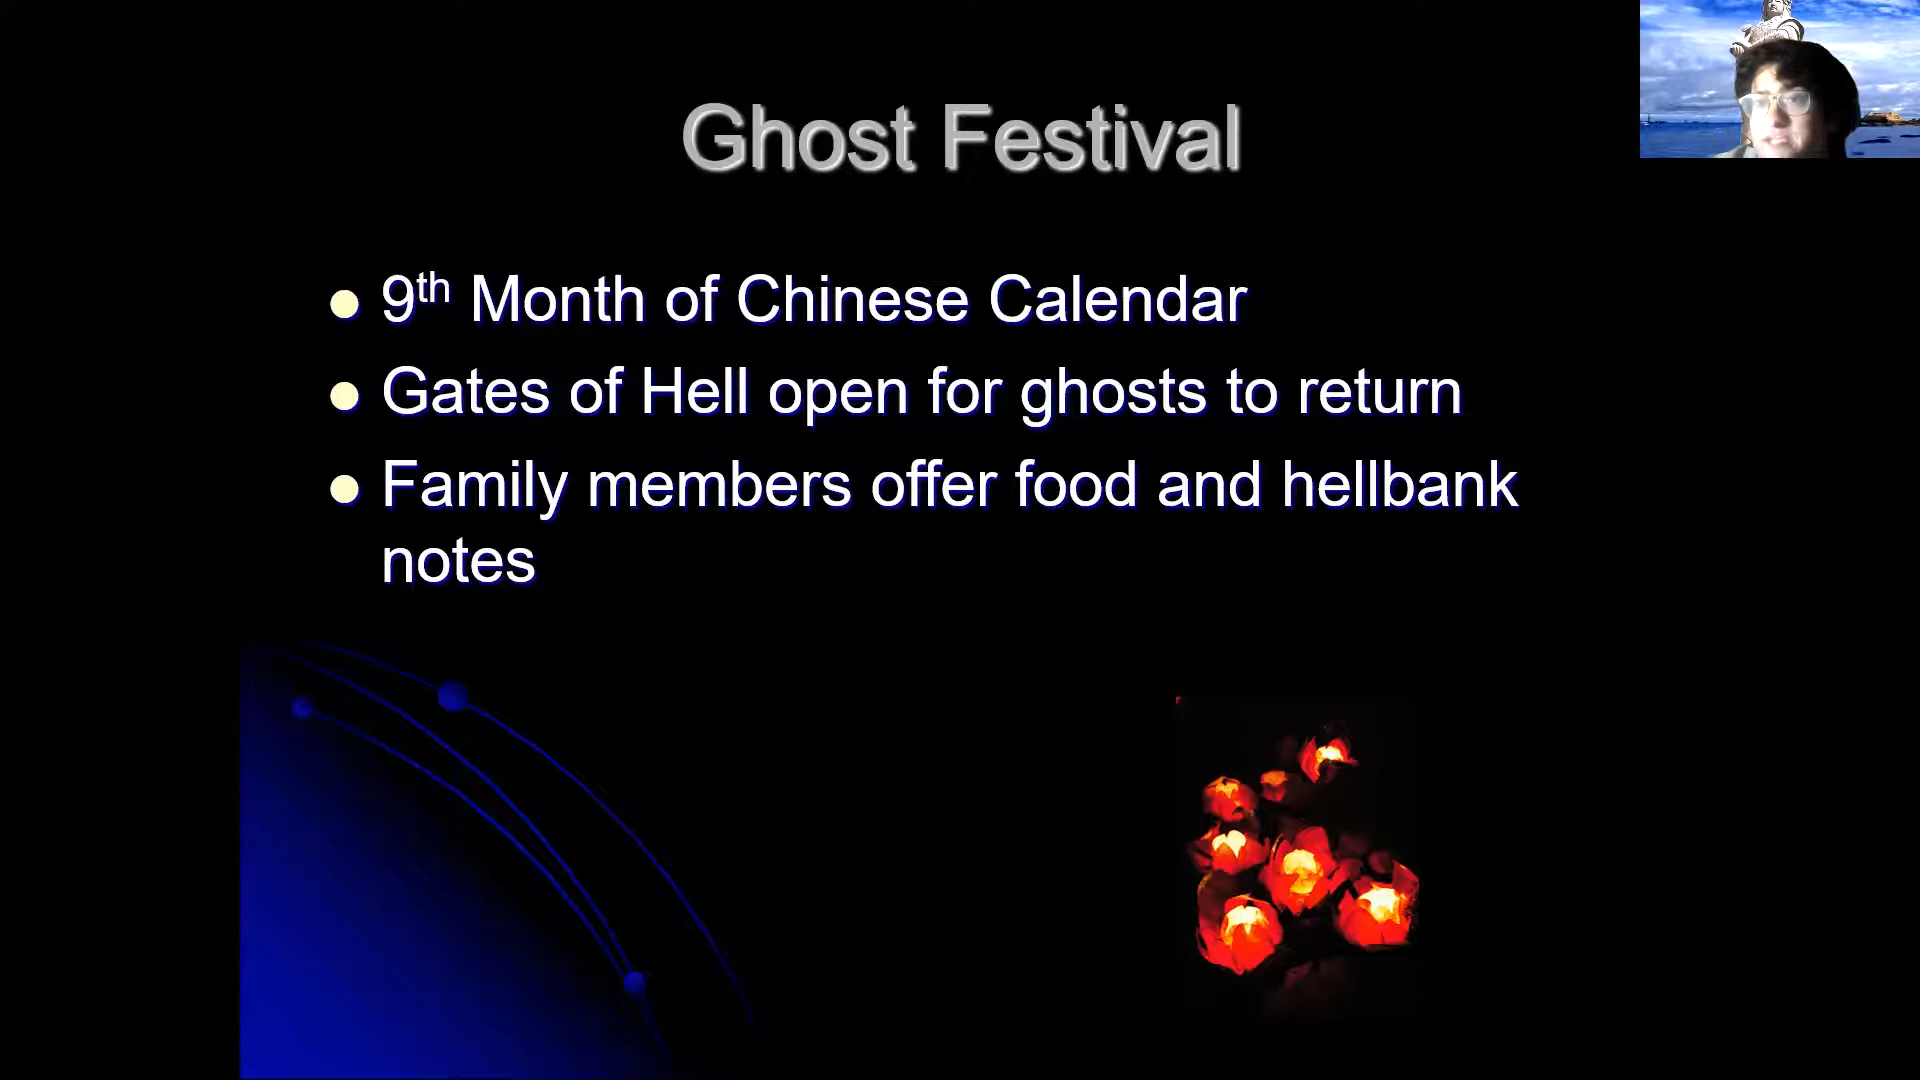 Ghost Festival
9th Month of Chinese Calendar
Gates of Hell open for ghosts to return
Family members offer food and hellbank
notes